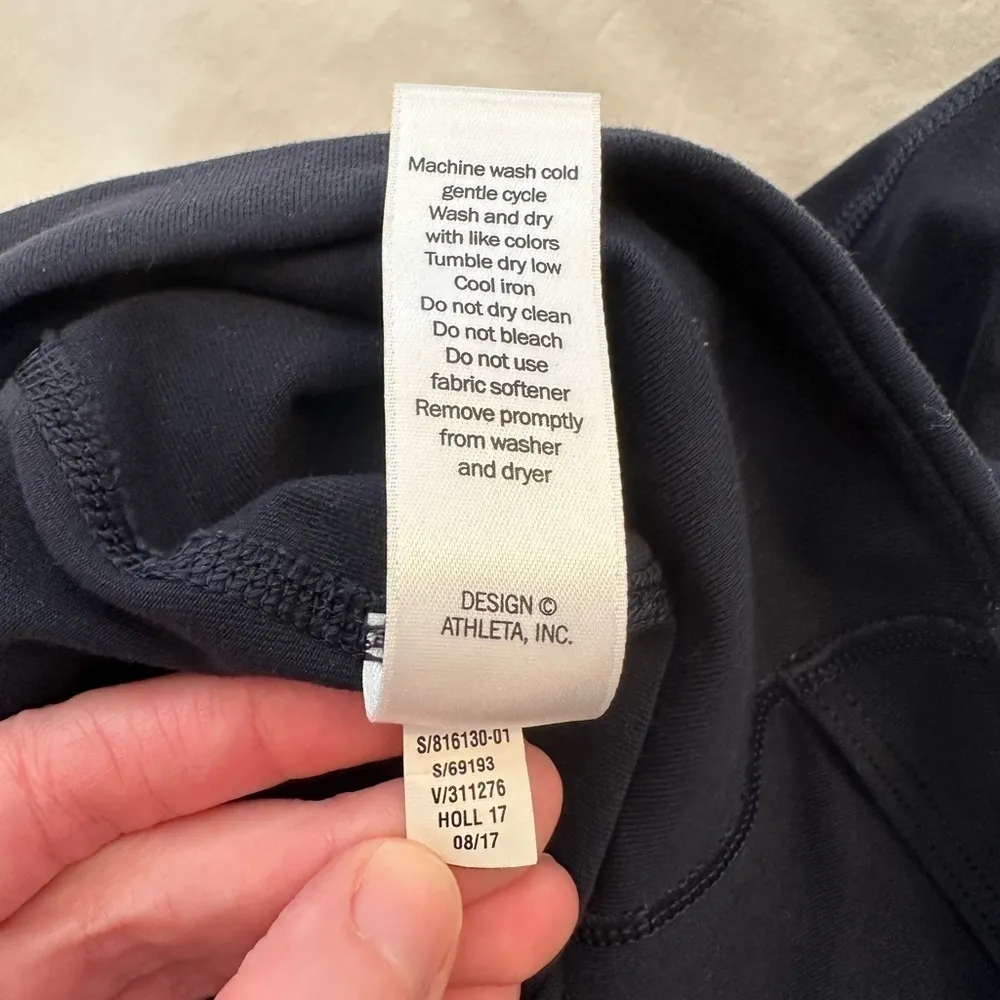 Machine wash cold
gentle cycle
Wash and dry
with like colors
Tumble dry low
Cool iron
Do not dry clean
Do not bleach
Do not use
fabric softener
Remove promptly
from washer
and dryer
DESIGN ©
ATHLETA, INC.
S/816130-01
S/69193
V/311276
HOLL 17
08/17